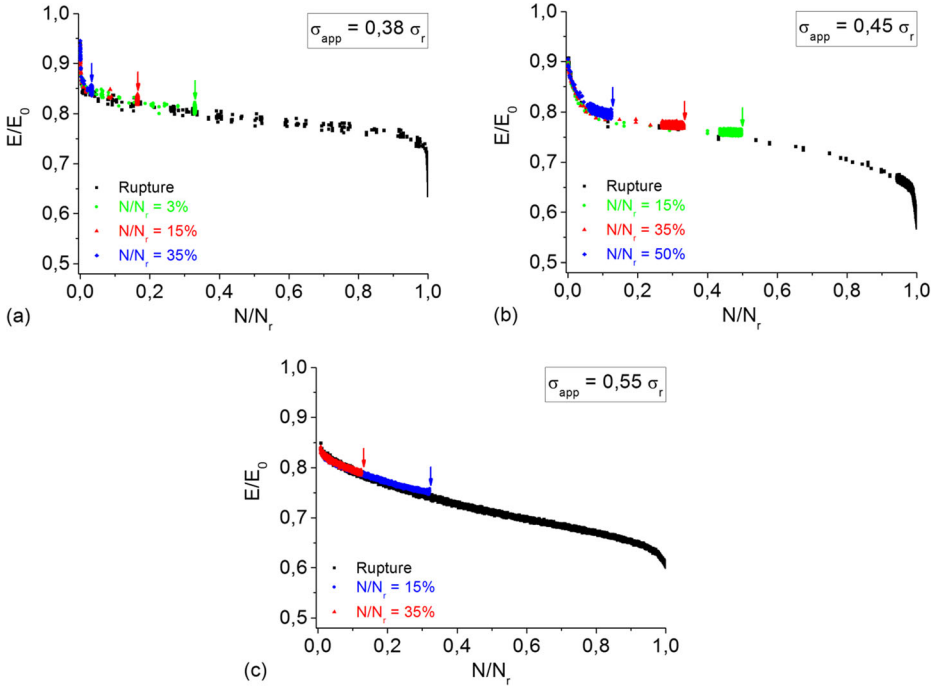 1,0
0,9
0,8
0,7
0,6
0,5
E/E₀
σapp = 0,38 σr
Rupture
N/Nr = 3%
N/Nr = 15%
N/Nr = 35%
0,0 0,2 0,4 0,6 0,8 1,0
N/Nr
(a)
1,0
0,9
0,8
0,7
0,6
0,5
E/E₀
σapp = 0,45 σr
Rupture
N/Nr = 15%
N/Nr = 35%
N/Nr = 50%
0,0 0,2 0,4 0,6 0,8 1,0
N/Nr
(b)
1,0
0,9
0,8
0,7
0,6
0,5
E/E₀
σapp = 0,55 σr
Rupture
N/Nr = 15%
N/Nr = 35%
0,0 0,2 0,4 0,6 0,8 1,0
N/Nr
(c)